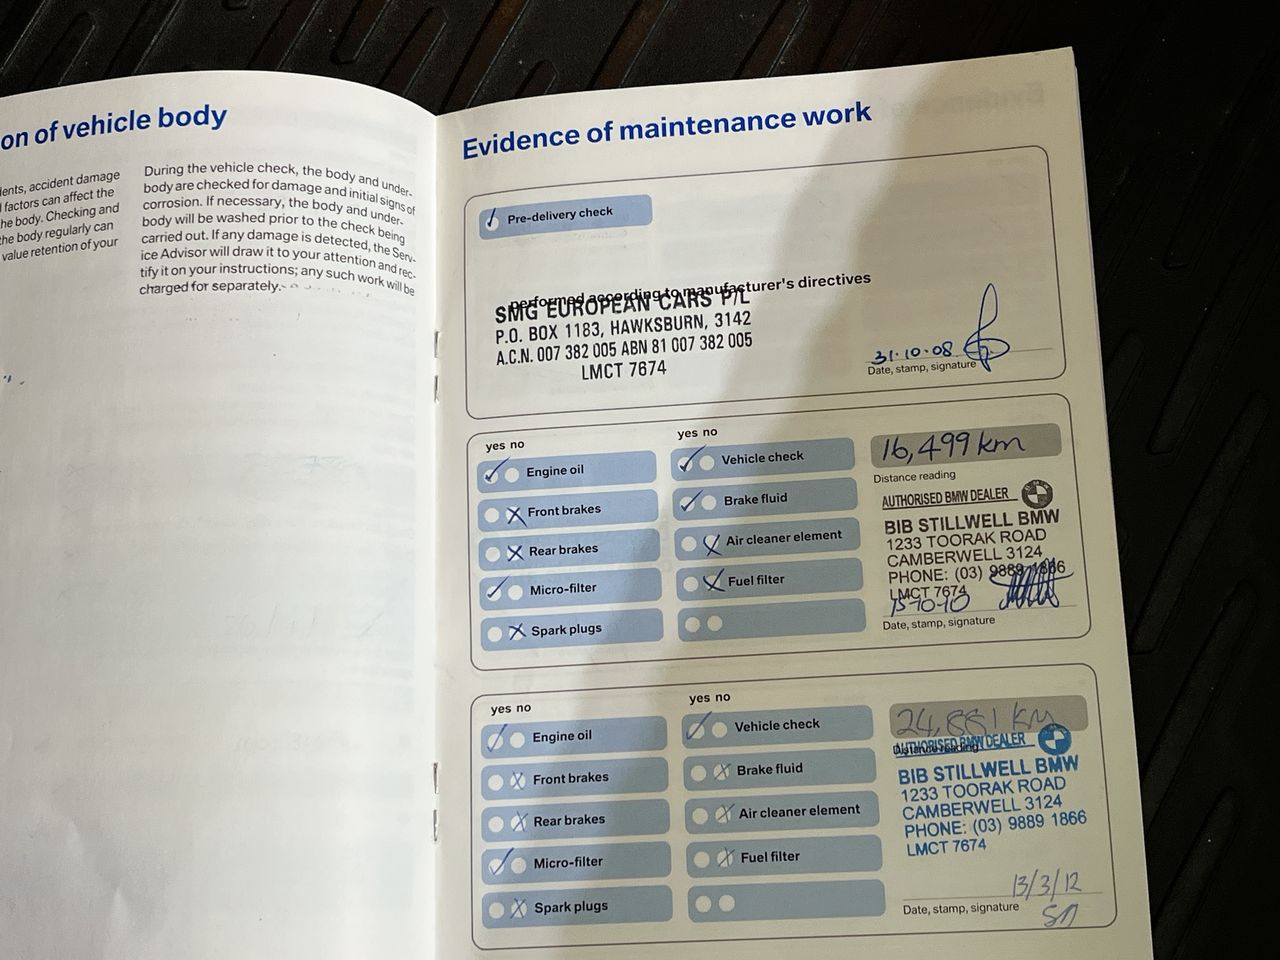 on of vehicle body
ents, accident damage
factors can affect the
he body. Checking and
the body regularly can
value retention of your
During the vehicle check, the body and under-
body are checked for damage and initial signs of
corrosion. If necessary, the body and under-
body will be washed prior to the check being
carried out. If any damage is detected, the Serv-
ice Advisor will draw it to your attention and rec-
tify it on your instructions; any such work will be
charged for separately.
Evidence of maintenance work
Pre-delivery check
performed according to manufacturer's directives
SMG EUROPEAN CARS P/L
P.O. BOX 1183, HAWKSBURN, 3142
A.C.N. 007 382 005 ABN 81 007 382 005
LMCT 7674
31·10·08
Date, stamp, signature
yes no
Engine oil
Front brakes
Rear brakes
Micro-filter
Spark plugs
yes no
Vehicle check
Brake fluid
Air cleaner element
Fuel filter
16,499 km
Distance reading
AUTHORISED BMW DEALER
BIB STILLWELL BMW
1233 TOORAK ROAD
CAMBERWELL 3124
PHONE: (03) 9889 1866
LMCT 7674
15-10-10
Date, stamp, signature
yes no
Engine oil
Front brakes
Rear brakes
Micro-filter
Spark plugs
yes no
Vehicle check
Brake fluid
Air cleaner element
Fuel filter
24,881 km
Distance reading
AUTHORISED BMW DEALER
BIB STILLWELL BMW
1233 TOORAK ROAD
CAMBERWELL 3124
PHONE: (03) 9889 1866
LMCT 7674
13/3/12
Date, stamp, signature